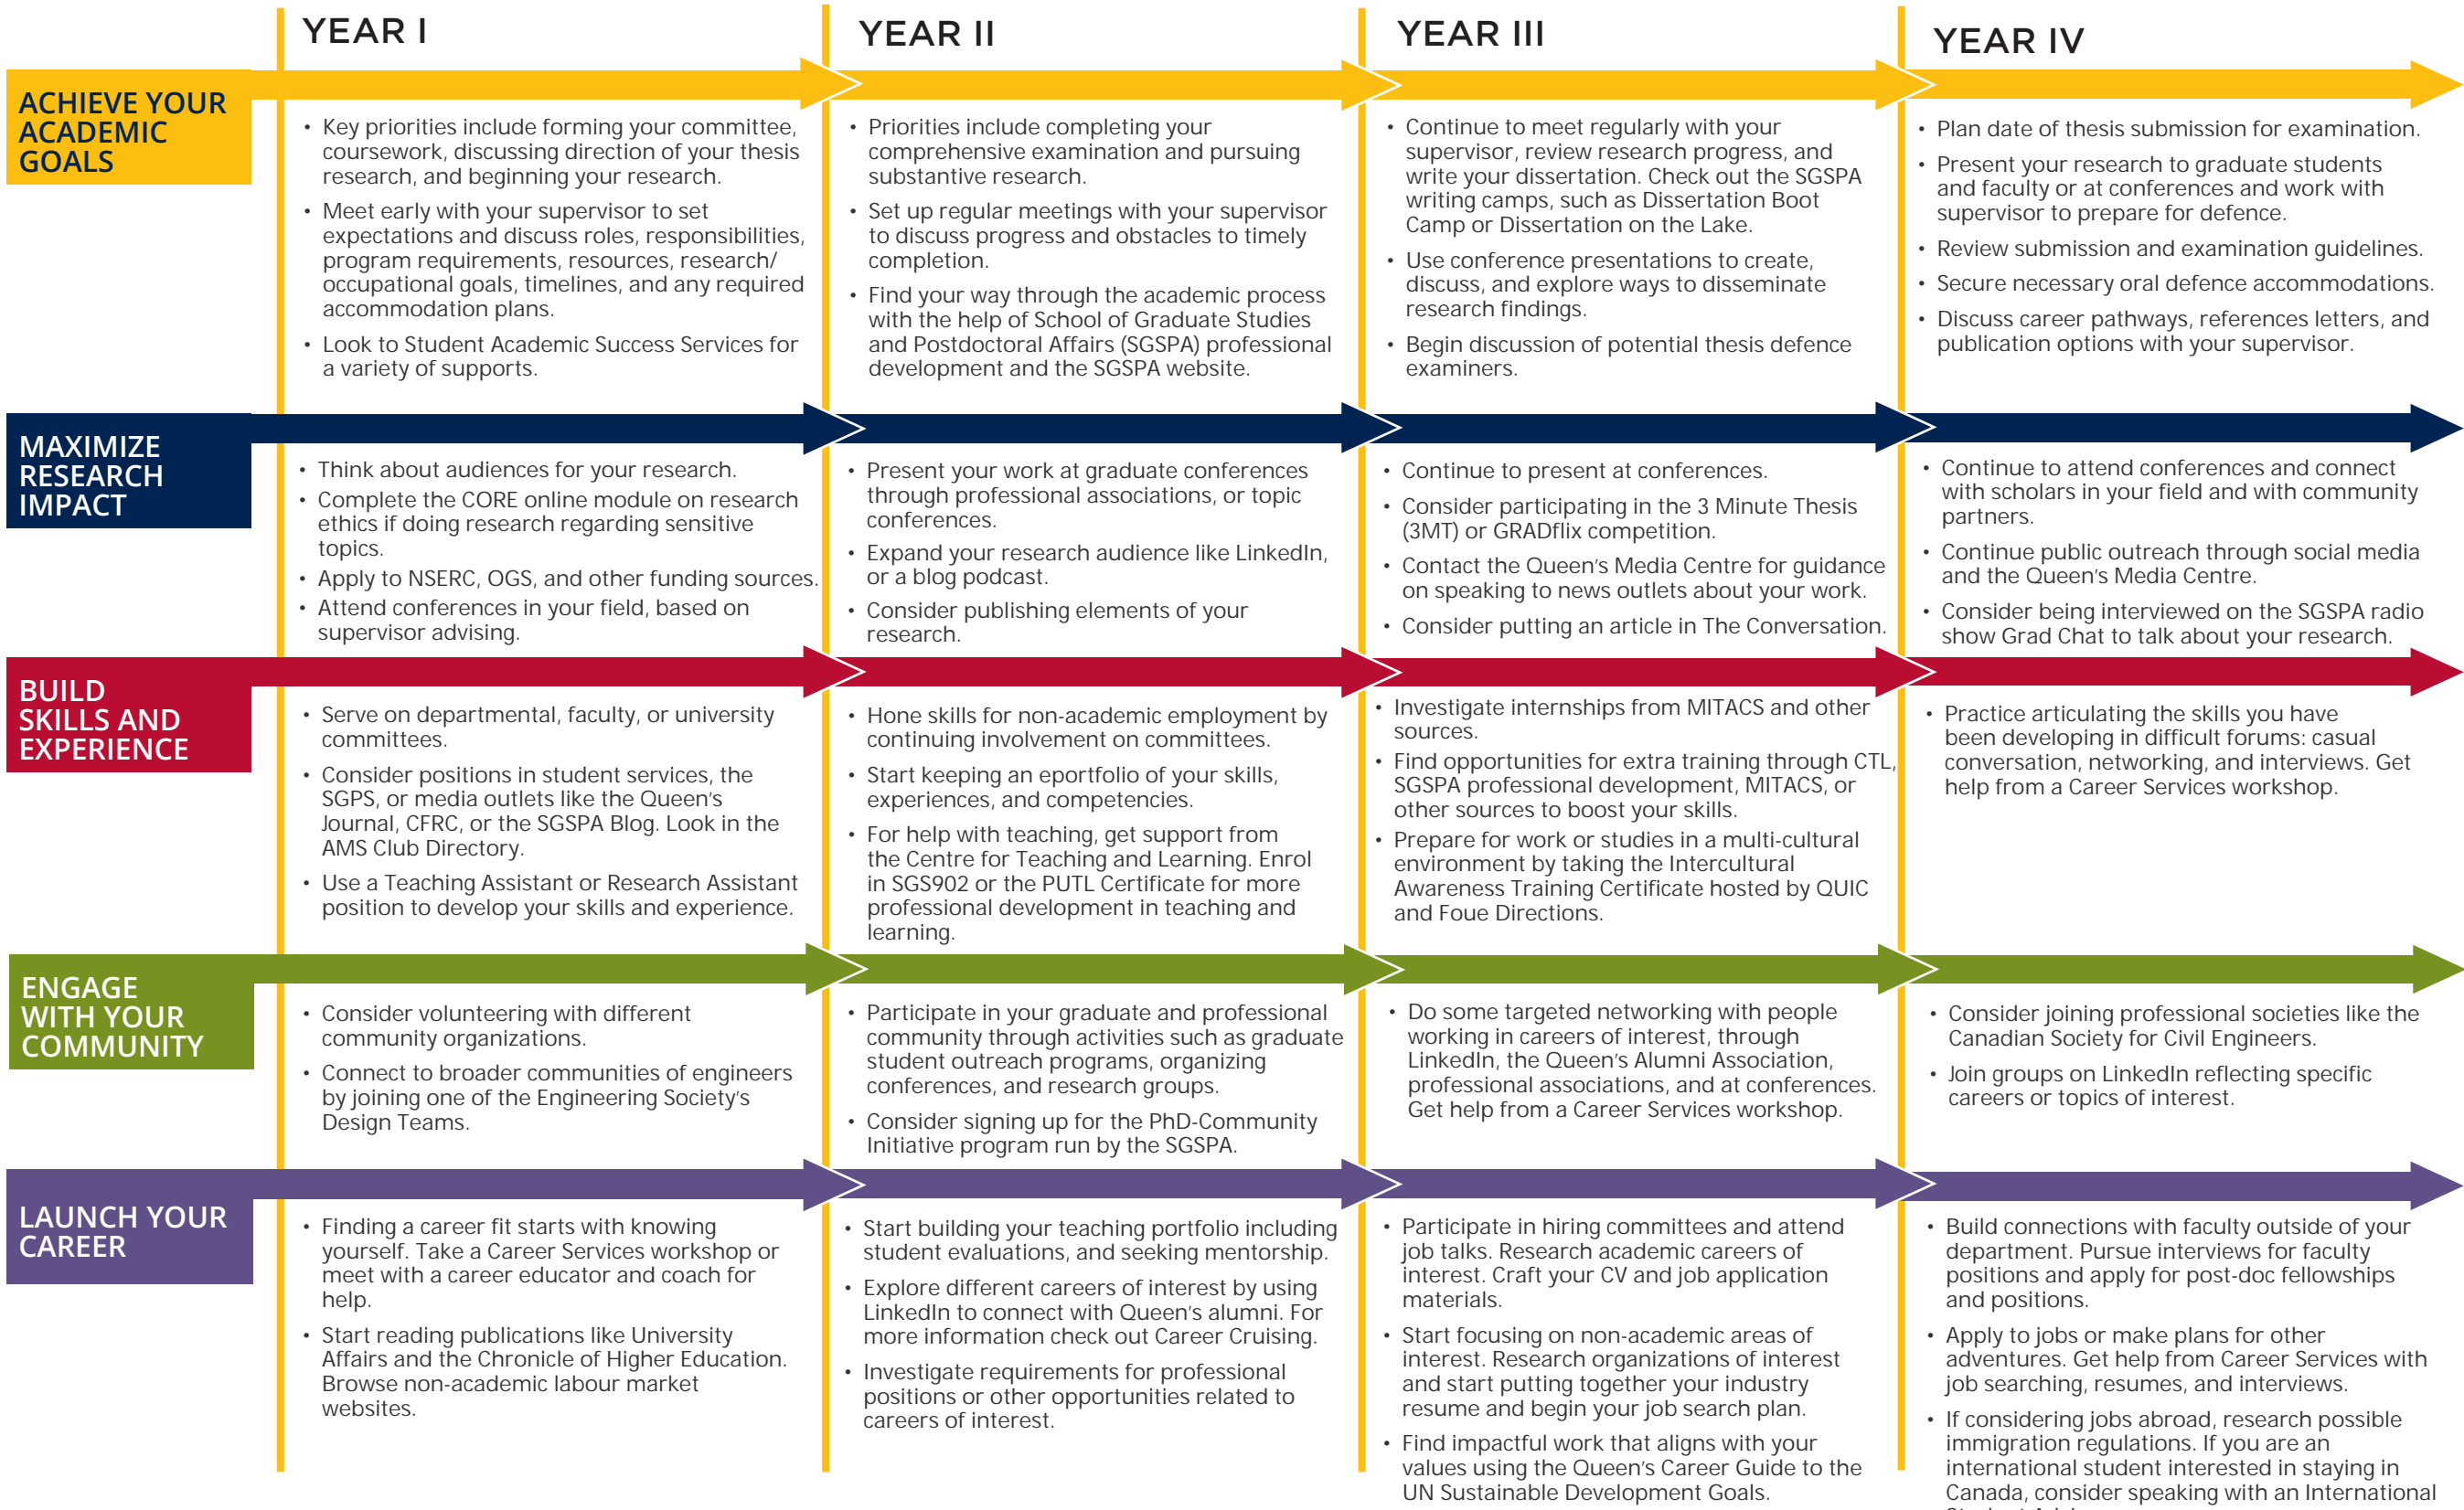 YEAR I
YEAR II
YEAR III
YEAR IV
ACHIEVE YOUR
ACADEMIC
GOALS
• Key priorities include forming your committee,
coursework, discussing direction of your thesis
research, and beginning your research.
• Meet early with your supervisor to set
expectations and discuss roles, responsibilities,
program requirements, resources, research/
occupational goals, timelines, and any required
accommodation plans.
• Look to Student Academic Success Services for
a variety of supports.
• Priorities include completing your
comprehensive examination and pursuing
substantive research.
• Set up regular meetings with your supervisor
to discuss progress and obstacles to timely
completion.
• Find your way through the academic process
with the help of School of Graduate Studies
and Postdoctoral Affairs (SGSPA) professional
development and the SGSPA website.
• Continue to meet regularly with your
supervisor, review research progress, and
write your dissertation. Check out the SGSPA
writing camps, such as Dissertation Boot
Camp or Dissertation on the Lake.
• Use conference presentations to create,
discuss, and explore ways to disseminate
research findings.
• Begin discussion of potential thesis defence
examiners.
• Plan date of thesis submission for examination.
• Present your research to graduate students
and faculty or at conferences and work with
supervisor to prepare for defence.
• Review submission and examination guidelines.
• Secure necessary oral defence accommodations.
• Discuss career pathways, references letters, and
publication options with your supervisor.
MAXIMIZE
RESEARCH
IMPACT
• Think about audiences for your research.
• Complete the CORE online module on research
ethics if doing research regarding sensitive
topics.
• Apply to NSERC, OGS, and other funding sources.
• Attend conferences in your field, based on
supervisor advising.
• Present your work at graduate conferences
through professional associations, or topic
conferences.
• Expand your research audience like LinkedIn,
or a blog podcast.
• Consider publishing elements of your
research.
• Continue to present at conferences.
• Consider participating in the 3 Minute Thesis
(3MT) or GRADflix competition.
• Contact the Queen's Media Centre for guidance
on speaking to news outlets about your work.
• Consider putting an article in The Conversation.
• Continue to attend conferences and connect
with scholars in your field and with community
partners.
• Continue public outreach through social media
and the Queen's Media Centre.
• Consider being interviewed on the SGSPA radio
show Grad Chat to talk about your research.
BUILD
SKILLS AND
EXPERIENCE
• Serve on departmental, faculty, or university
committees.
• Consider positions in student services, the
SGPS, or media outlets like the Queen's
Journal, CFRC, or the SGSPA Blog. Look in the
AMS Club Directory.
• Use a Teaching Assistant or Research Assistant
position to develop your skills and experience.
• Hone skills for non-academic employment by
continuing involvement on committees.
• Start keeping an eportfolio of your skills,
experiences, and competencies.
• For help with teaching, get support from
the Centre for Teaching and Learning. Enrol
in SGS902 or the PUTL Certificate for more
professional development in teaching and
learning.
• Investigate internships from MITACS and other
sources.
• Find opportunities for extra training through CTL,
SGSPA professional development, MITACS, or
other sources to boost your skills.
• Prepare for work or studies in a multi-cultural
environment by taking the Intercultural
Awareness Training Certificate hosted by QUIC
and Foue Directions.
• Practice articulating the skills you have
been developing in difficult forums: casual
conversation, networking, and interviews. Get
help from a Career Services workshop.
ENGAGE
WITH YOUR
COMMUNITY
• Consider volunteering with different
community organizations.
• Connect to broader communities of engineers
by joining one of the Engineering Society's
Design Teams.
• Participate in your graduate and professional
community through activities such as graduate
student outreach programs, organizing
conferences, and research groups.
• Consider signing up for the PhD-Community
Initiative program run by the SGSPA.
• Do some targeted networking with people
working in careers of interest, through
LinkedIn, the Queen's Alumni Association,
professional associations, and at conferences.
Get help from a Career Services workshop.
• Consider joining professional societies like the
Canadian Society for Civil Engineers.
• Join groups on LinkedIn reflecting specific
careers or topics of interest.
LAUNCH YOUR
CAREER
• Finding a career fit starts with knowing
yourself. Take a Career Services workshop or
meet with a career educator and coach for
help.
• Start reading publications like University
Affairs and the Chronicle of Higher Education.
Browse non-academic labour market
websites.
• Start building your teaching portfolio including
student evaluations, and seeking mentorship.
• Explore different careers of interest by using
LinkedIn to connect with Queen's alumni. For
more information check out Career Cruising.
• Investigate requirements for professional
positions or other opportunities related to
careers of interest.
• Participate in hiring committees and attend
job talks. Research academic careers of
interest. Craft your CV and job application
materials.
• Start focusing on non-academic areas of
interest. Research organizations of interest
and start putting together your industry
resume and begin your job search plan.
• Find impactful work that aligns with your
values using the Queen's Career Guide to the
UN Sustainable Development Goals.
• Build connections with faculty outside of your
department. Pursue interviews for faculty
positions and apply for post-doc fellowships
and positions.
• Apply to jobs or make plans for other
adventures. Get help from Career Services with
job searching, resumes, and interviews.
• If considering jobs abroad, research possible
immigration regulations. If you are an
international student interested in staying in
Canada, consider speaking with an International